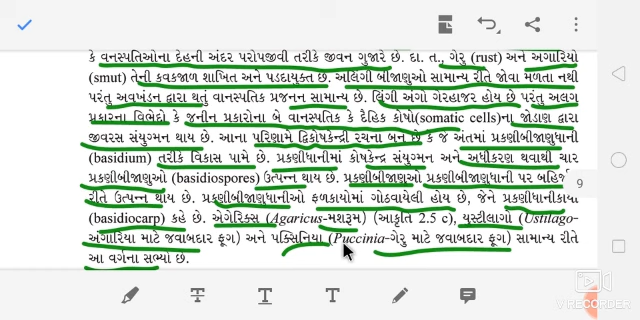 કે વનસ્પતિઓના દેહની અંદર પરોપજીવી તરીકે જીવન ગુજારે છે. દા. ત., ગેરુ (rust) અને અંગારિયો
(smut) તેની કવકજાળ શાખિત અને પડદાયુક્ત છે. અલિંગી બીજાણુઓ સામાન્ય રીતે જોવા મળતા નથી
પરંતુ અવખંડન દ્વારા થતું વાનસ્પતિક પ્રજનન સામાન્ય છે. લિંગી અંગો ગેરહાજર હોય છે પરંતુ અલગ
પ્રકારના વિભેદો કે જનીન પ્રકારોના બે વાનસ્પતિક કે દૈહિક કોષો(somatic cells)ના જોડાણ દ્વારા
જીવરસ સંયુગ્મન થાય છે. આના પરિણામે દ્વિકોષકેન્દ્રી રચના બને છે કે જે અંતમાં પ્રકણીબીજાણુધાની
(basidium) તરીકે વિકાસ પામે છે. પ્રકણીધાનીમાં કોષકેન્દ્ર સંયુગ્મન અને અર્ધીકરણ થવાથી ચાર
પ્રકણીબીજાણુઓ (basidiospores) ઉત્પન્ન થાય છે. પ્રકણીબીજાણુઓ પ્રકણીબીજાણુધાની પર બહિર્
રીતે ઉત્પન્ન થાય છે. પ્રકણીબીજાણુધાનીઓ ફળકાયોમાં ગોઠવાયેલી હોય છે, જેને પ્રકણીધાનીકાય
(basidiocarp) કહે છે. એગેરિક્સ (Agaricus-મશરૂમ) (આકૃતિ 2.5 c), યુસ્ટીલાગો (Ustilago-
અંગારિયા માટે જવાબદાર ફૂગ) અને પક્સિનિયા (Puccinia-ગેરુ માટે જવાબદાર ફૂગ) સામાન્ય રીતે
આ વર્ગના સભ્યો છે.
9
V RECORDER